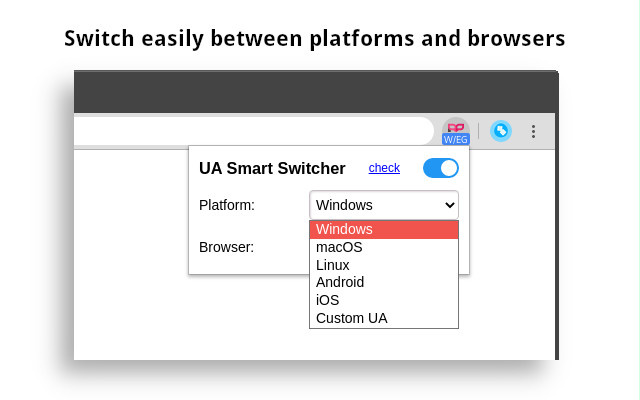 Switch easily between platforms and browsers
W/EG
UA Smart Switcher check
Platform: Windows
Windows
macOS
Browser:
Linux
Android
iOS
Custom UA